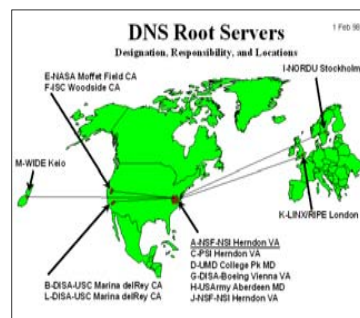 DNS Root Servers
1 Feb 98
Designation, Responsibility, and Locations
I-NORDU Stockholm
E-NASA Moffet Field CA
F-ISC Woodside CA
M-WIDE Keio
K-LINX/RIPE London
A-NSF-NSI Herndon VA
C-PSI Herndon VA
D-UMD College Pk MD
G-DISA-Boeing Vienna VA
H-USArmy Aberdeen MD
J-NSF-NSI Herndon VA
B-DISA-USC Marina delRey CA
L-DISA-USC Marina delRey CA